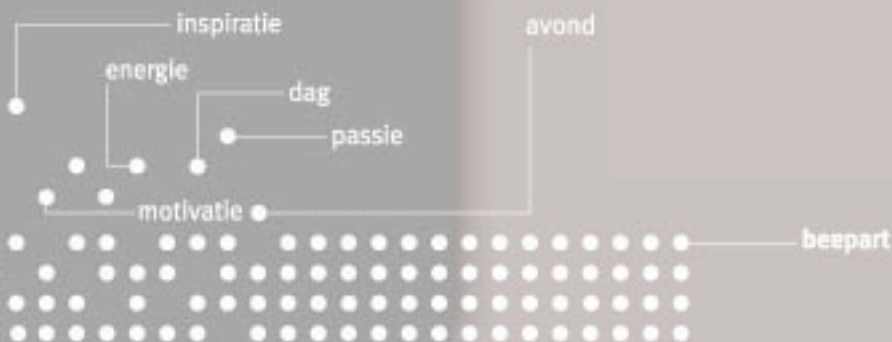 inspiratie
avond
energie
dag
passie
motivatie
beepart